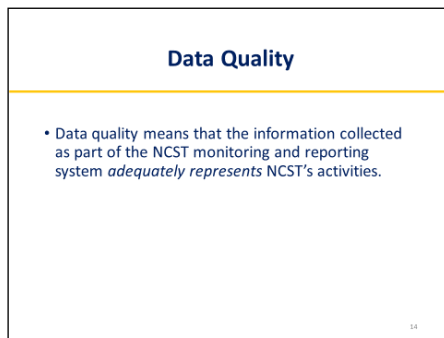 Data Quality
• Data quality means that the information collected
as part of the NCST monitoring and reporting
system adequately represents NCST's activities.
14